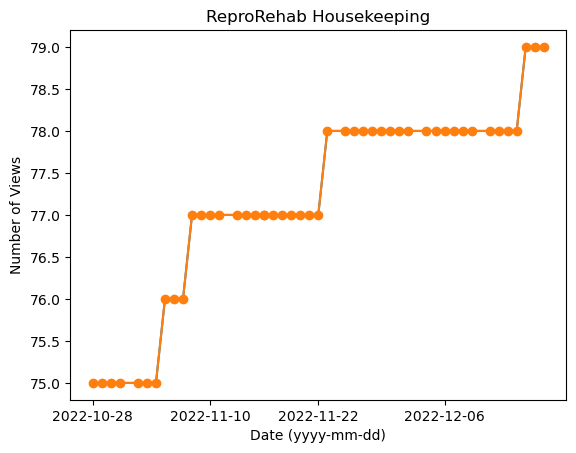 ReproRehab Housekeeping
Number of Views
79.0
78.5
78.0
77.5
77.0
76.5
76.0
75.5
75.0
2022-10-28 2022-11-10 2022-11-22 2022-12-06
Date (yyyy-mm-dd)